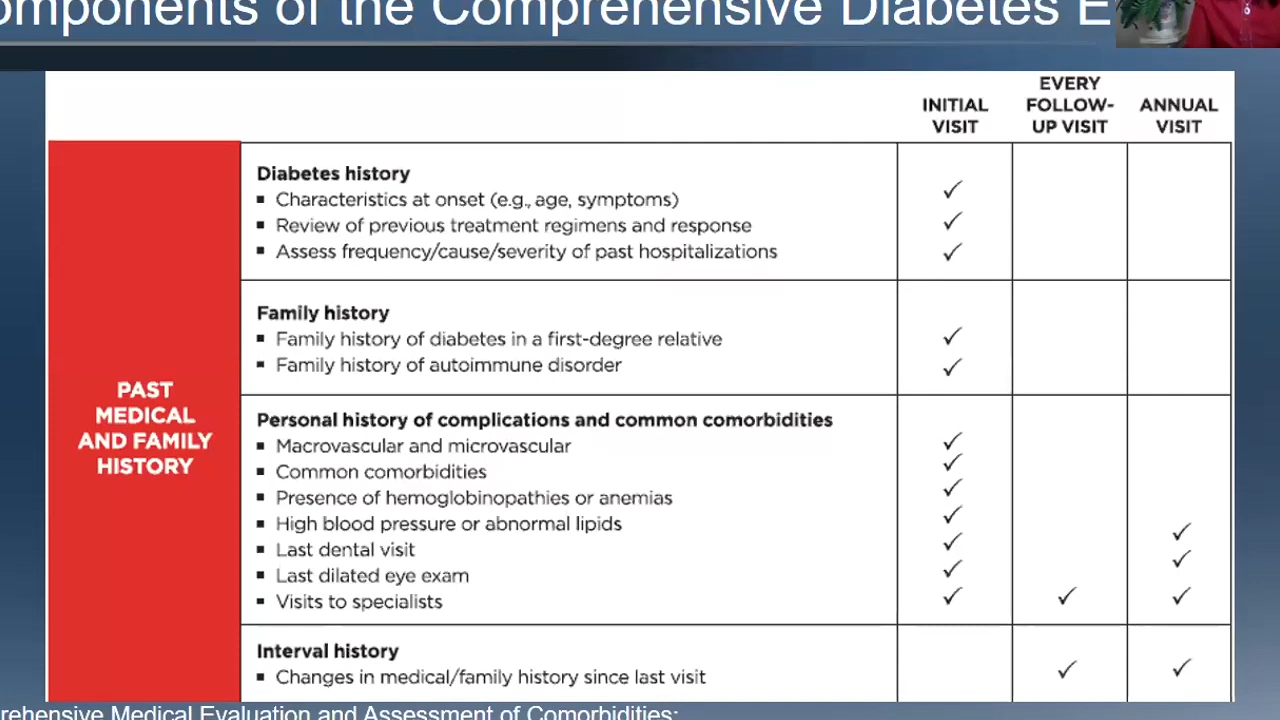 omponents of the Comprehensive Diabetes E
INITIAL VISIT
EVERY FOLLOW-UP VISIT
ANNUAL VISIT
PAST MEDICAL AND FAMILY HISTORY
Diabetes history
▪ Characteristics at onset (e.g., age, symptoms) ✓
▪ Review of previous treatment regimens and response ✓
▪ Assess frequency/cause/severity of past hospitalizations ✓
Family history
▪ Family history of diabetes in a first-degree relative ✓
▪ Family history of autoimmune disorder ✓
Personal history of complications and common comorbidities
▪ Macrovascular and microvascular ✓
▪ Common comorbidities ✓
▪ Presence of hemoglobinopathies or anemias ✓
▪ High blood pressure or abnormal lipids ✓
▪ Last dental visit ✓ ✓
▪ Last dilated eye exam ✓ ✓
▪ Visits to specialists ✓ ✓ ✓
Interval history
▪ Changes in medical/family history since last visit ✓ ✓
rehensive Medical Evaluation and Assessment of Comorbidities: